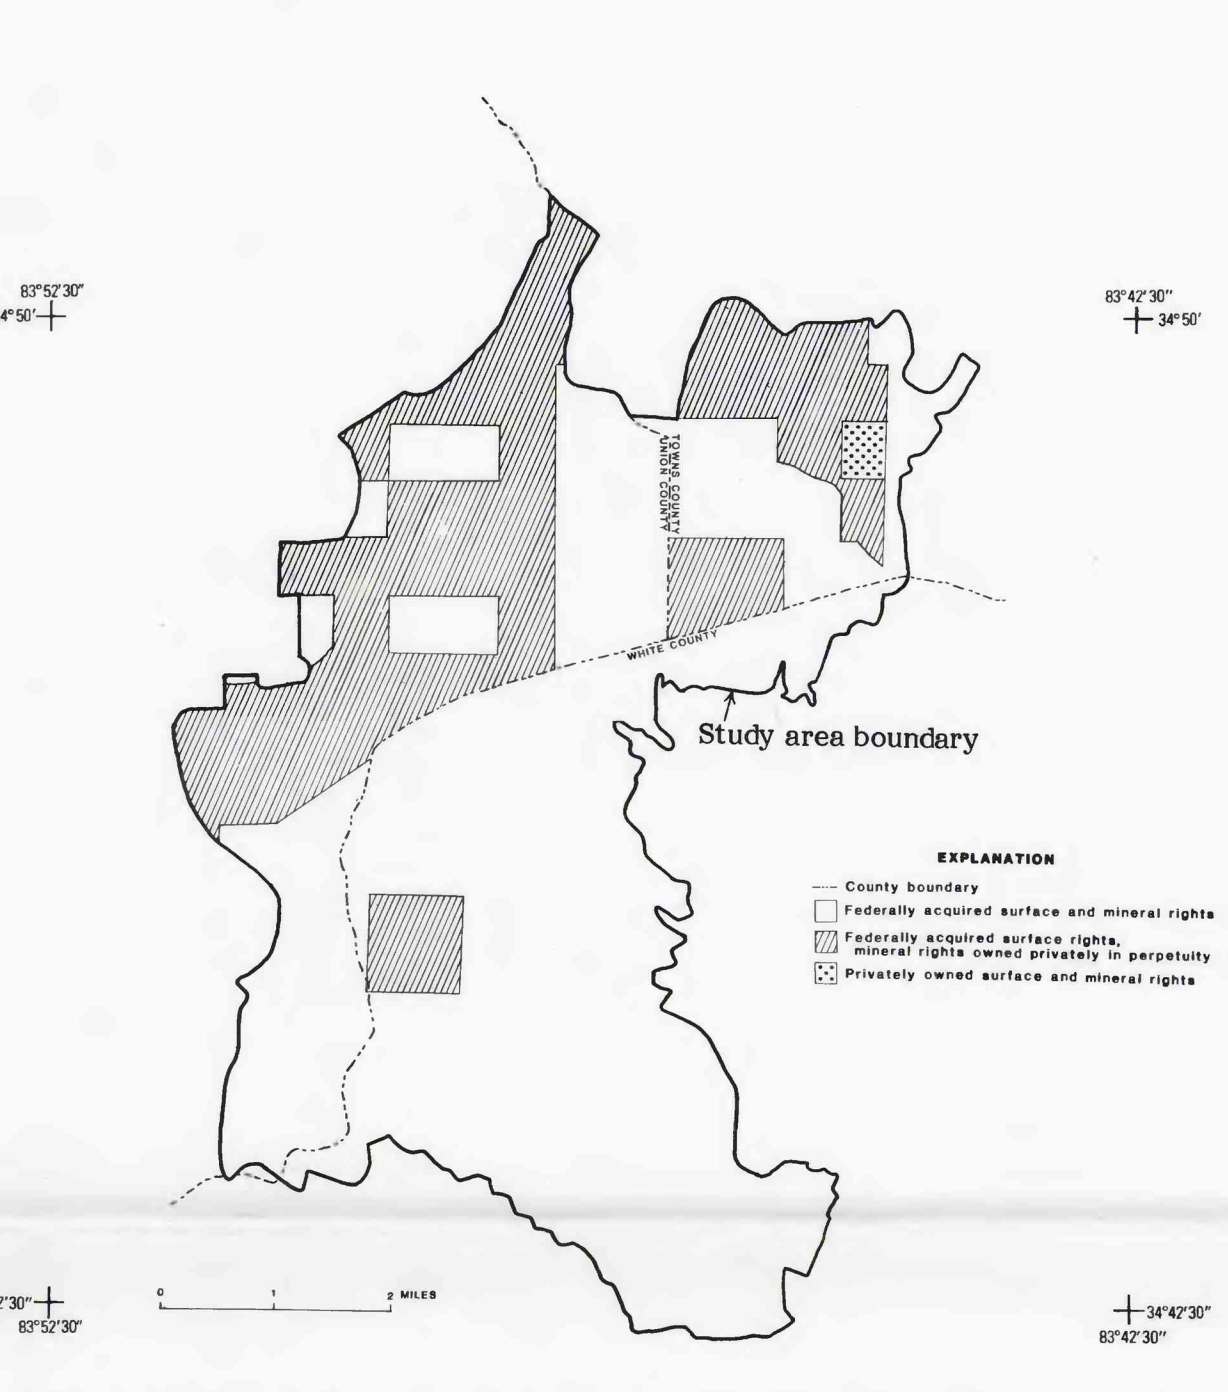 83°52'30"
4°50'
83°42'30"
34°50'
TOWNS COUNTY
UNION COUNTY
WHITE COUNTY
Study area boundary
EXPLANATION
County boundary
Federally acquired surface and mineral rights
Federally acquired surface rights,
mineral rights owned privately in perpetuity
Privately owned surface and mineral rights
0 1 2 MILES
2'30"
83°52'30"
34°42'30"
83°42'30"